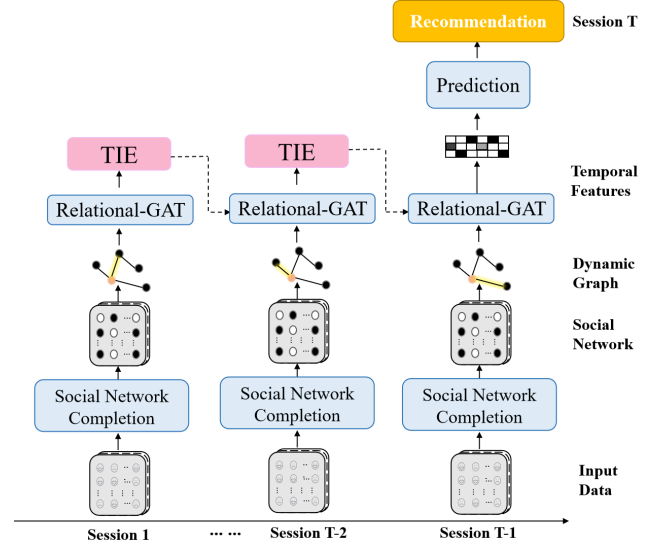 Recommendation
Session T
Prediction
TIE
TIE
Temporal
Features
Relational-GAT
Relational-GAT
Relational-GAT
Dynamic
Graph
Social
Network
Social Network
Completion
Social Network
Completion
Social Network
Completion
Input
Data
Session 1
... ...
Session T-2
Session T-1